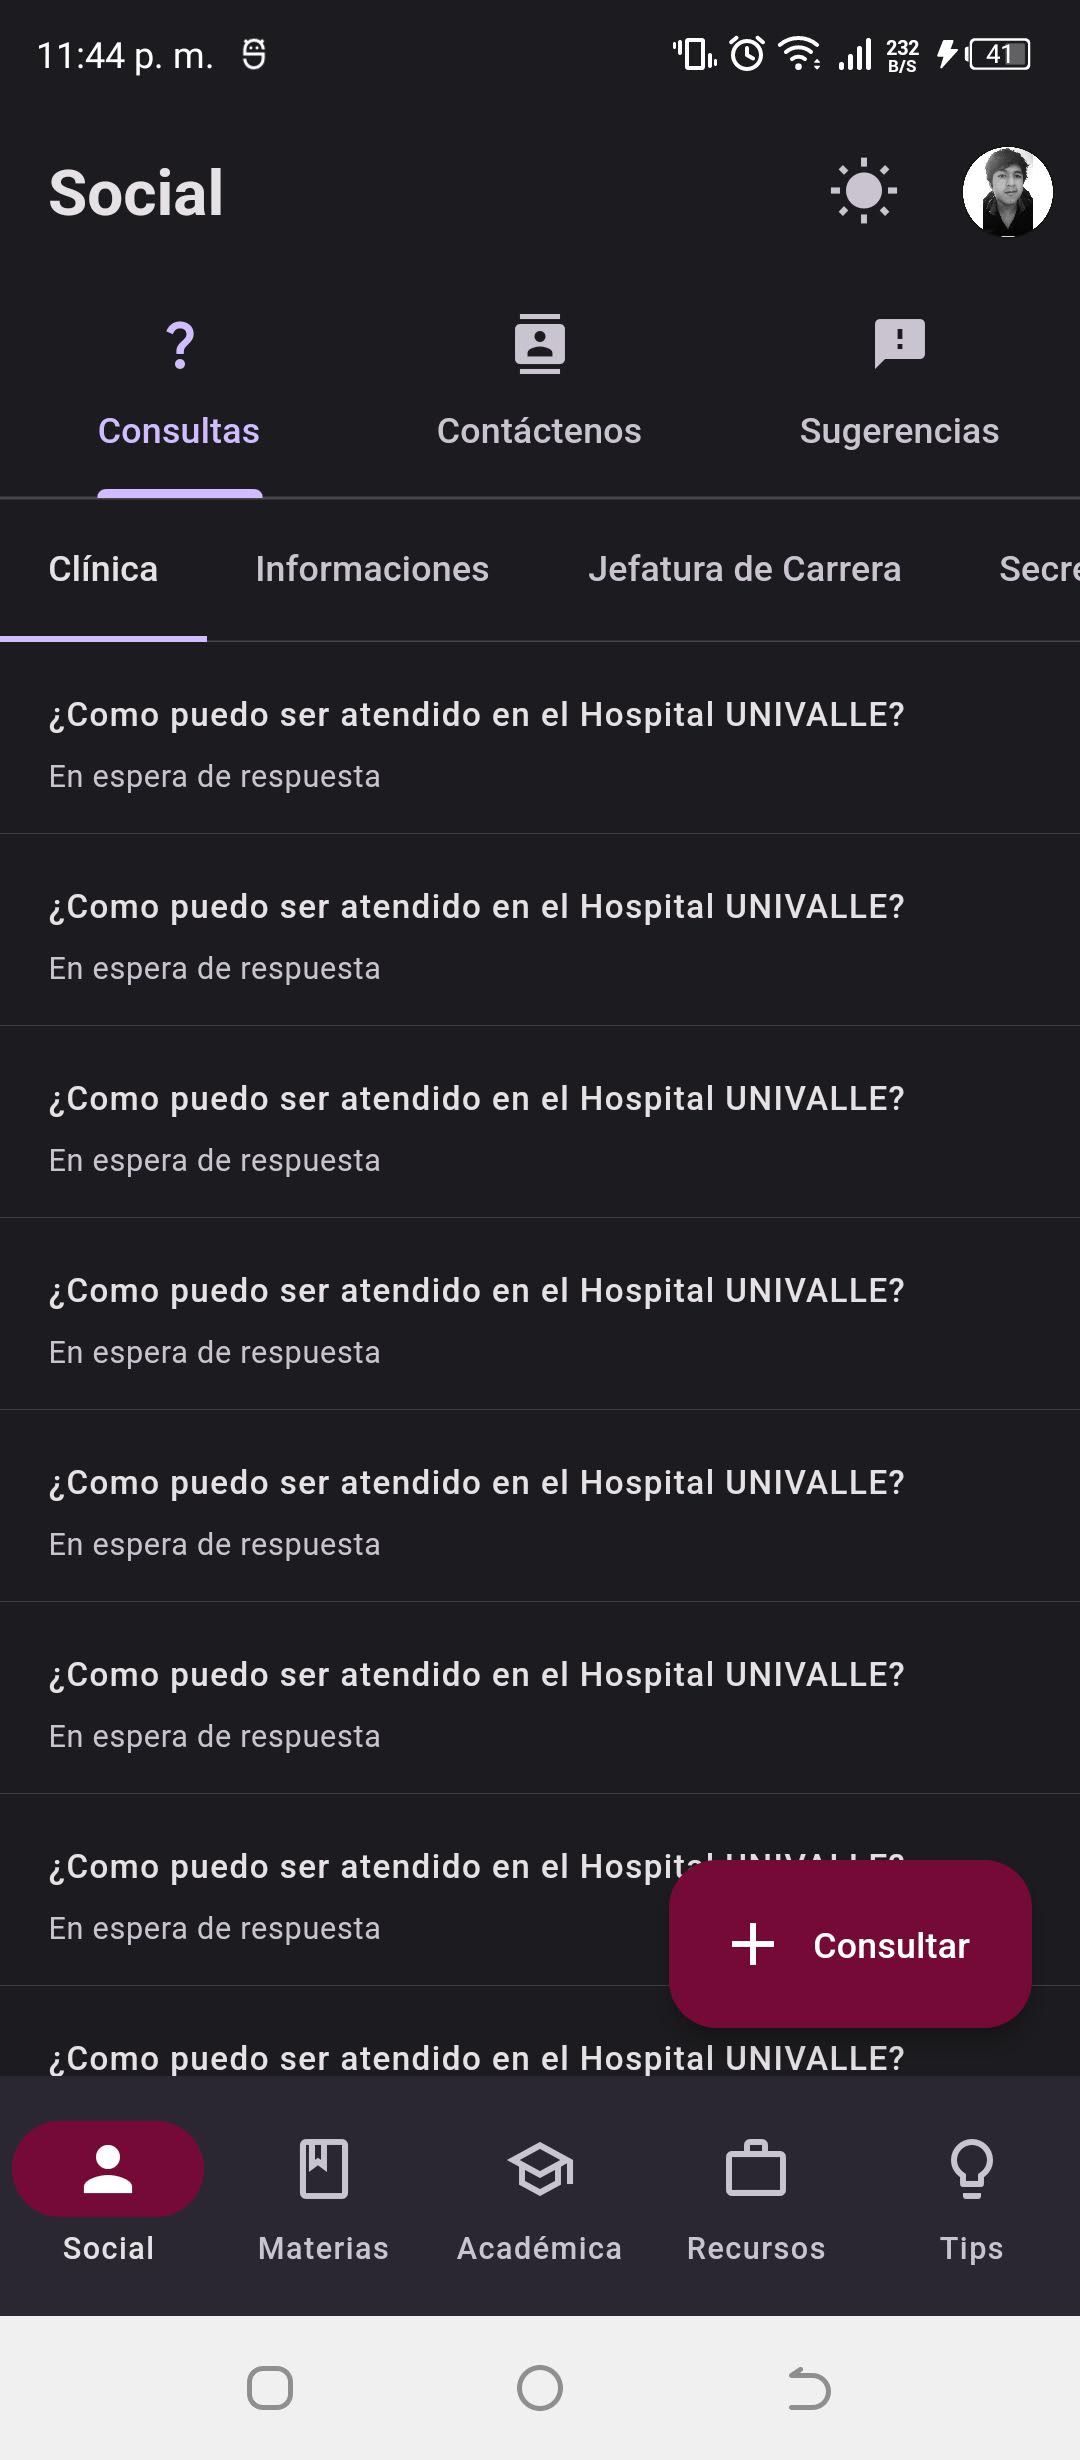 11:44 p. m.
232
B/S
41
Social
?
Consultas
Contáctenos
Sugerencias
Clínica
Informaciones
Jefatura de Carrera
Secre
¿Como puedo ser atendido en el Hospital UNIVALLE?
En espera de respuesta
¿Como puedo ser atendido en el Hospital UNIVALLE?
En espera de respuesta
¿Como puedo ser atendido en el Hospital UNIVALLE?
En espera de respuesta
¿Como puedo ser atendido en el Hospital UNIVALLE?
En espera de respuesta
¿Como puedo ser atendido en el Hospital UNIVALLE?
En espera de respuesta
¿Como puedo ser atendido en el Hospital UNIVALLE?
En espera de respuesta
¿Como puedo ser atendido en el Hospital UNIVALLE?
En espera de respuesta
Consultar
¿Como puedo ser atendido en el Hospital UNIVALLE?
Social
Materias
Académica
Recursos
Tips